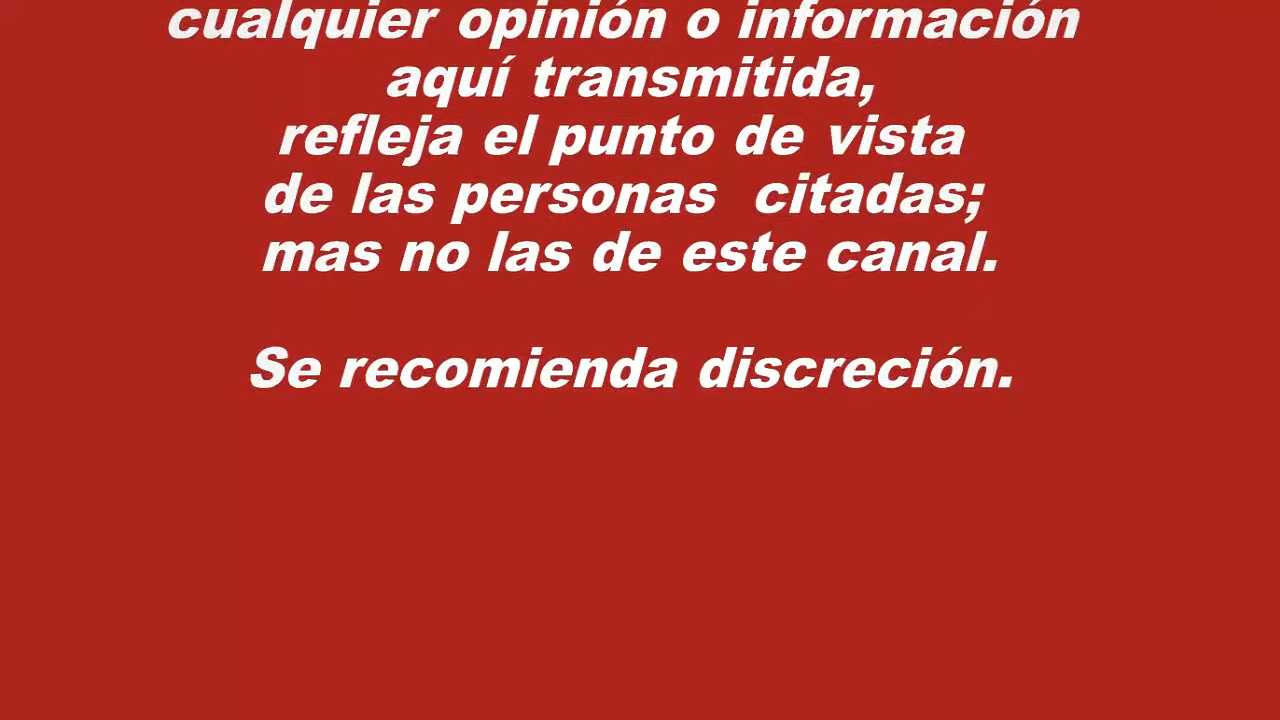 cualquier opinión o información
aquí transmitida,
refleja el punto de vista
de las personas  citadas;
mas no las de este canal.
Se recomienda discreción.